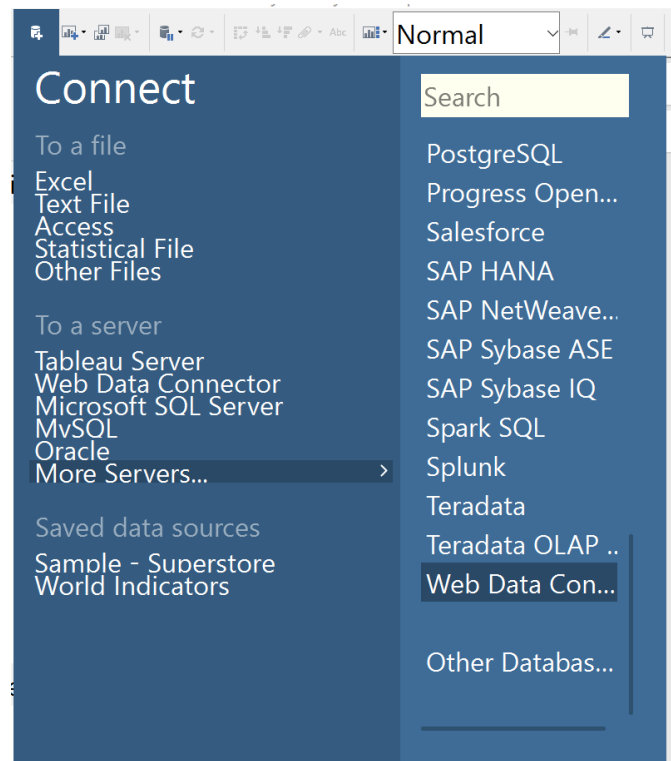 Abc
Normal
Connect
To a file
Excel
Text File
Access
Statistical File
Other Files
To a server
Tableau Server
Web Data Connector
Microsoft SQL Server
MySQL
Oracle
More Servers...
Saved data sources
Sample - Superstore
World Indicators
Search
PostgreSQL
Progress Open...
Salesforce
SAP HANA
SAP NetWeave...
SAP Sybase ASE
SAP Sybase IQ
Spark SQL
Splunk
Teradata
Teradata OLAP ..
Web Data Con...
Other Databas...